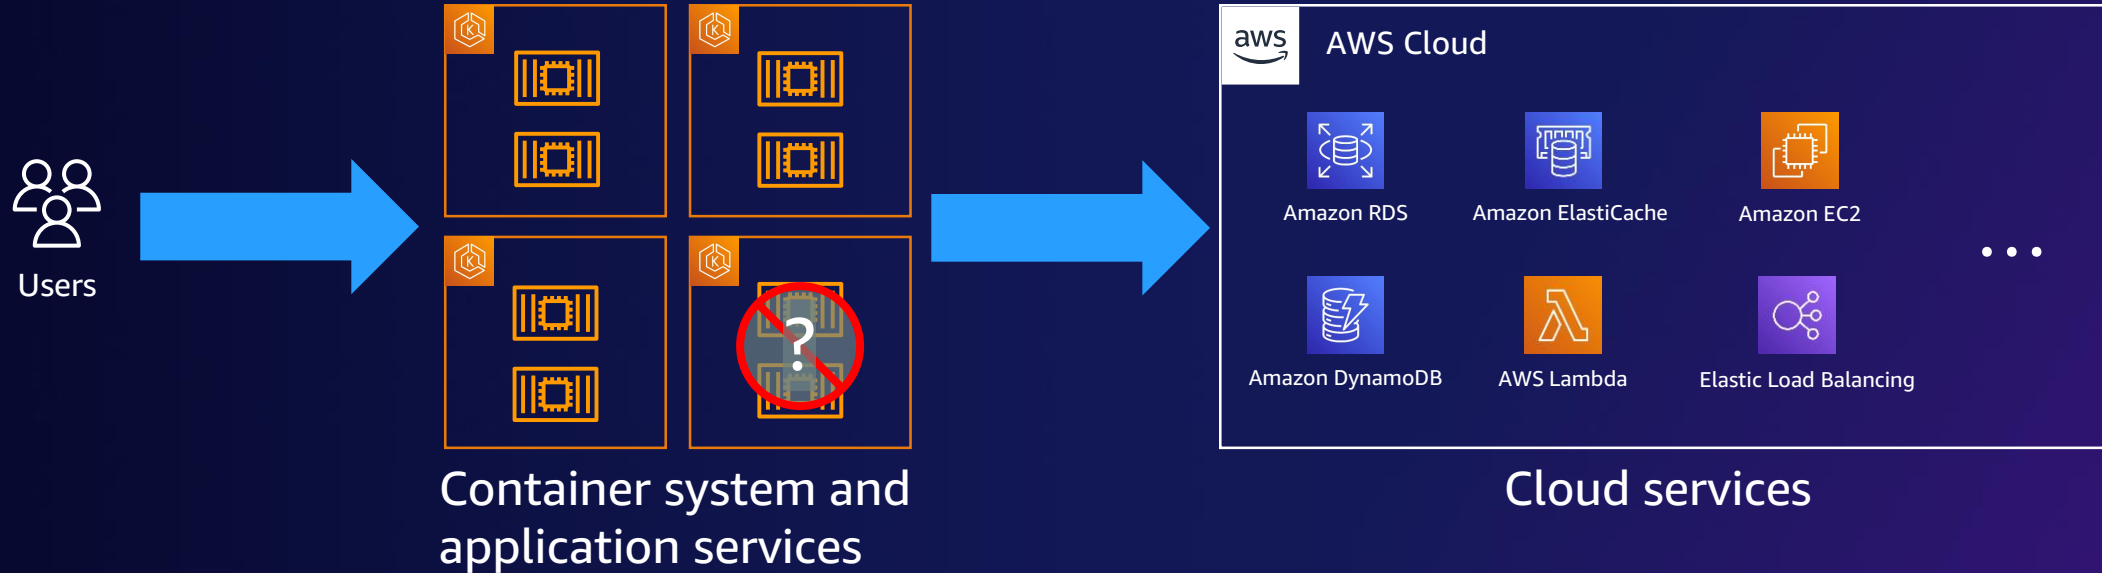 Users
K
K
K
K
?
Container system and
application services
aws
AWS Cloud
Amazon RDS
Amazon ElastiCache
Amazon EC2
...
Amazon DynamoDB
AWS Lambda
Elastic Load Balancing
Cloud services